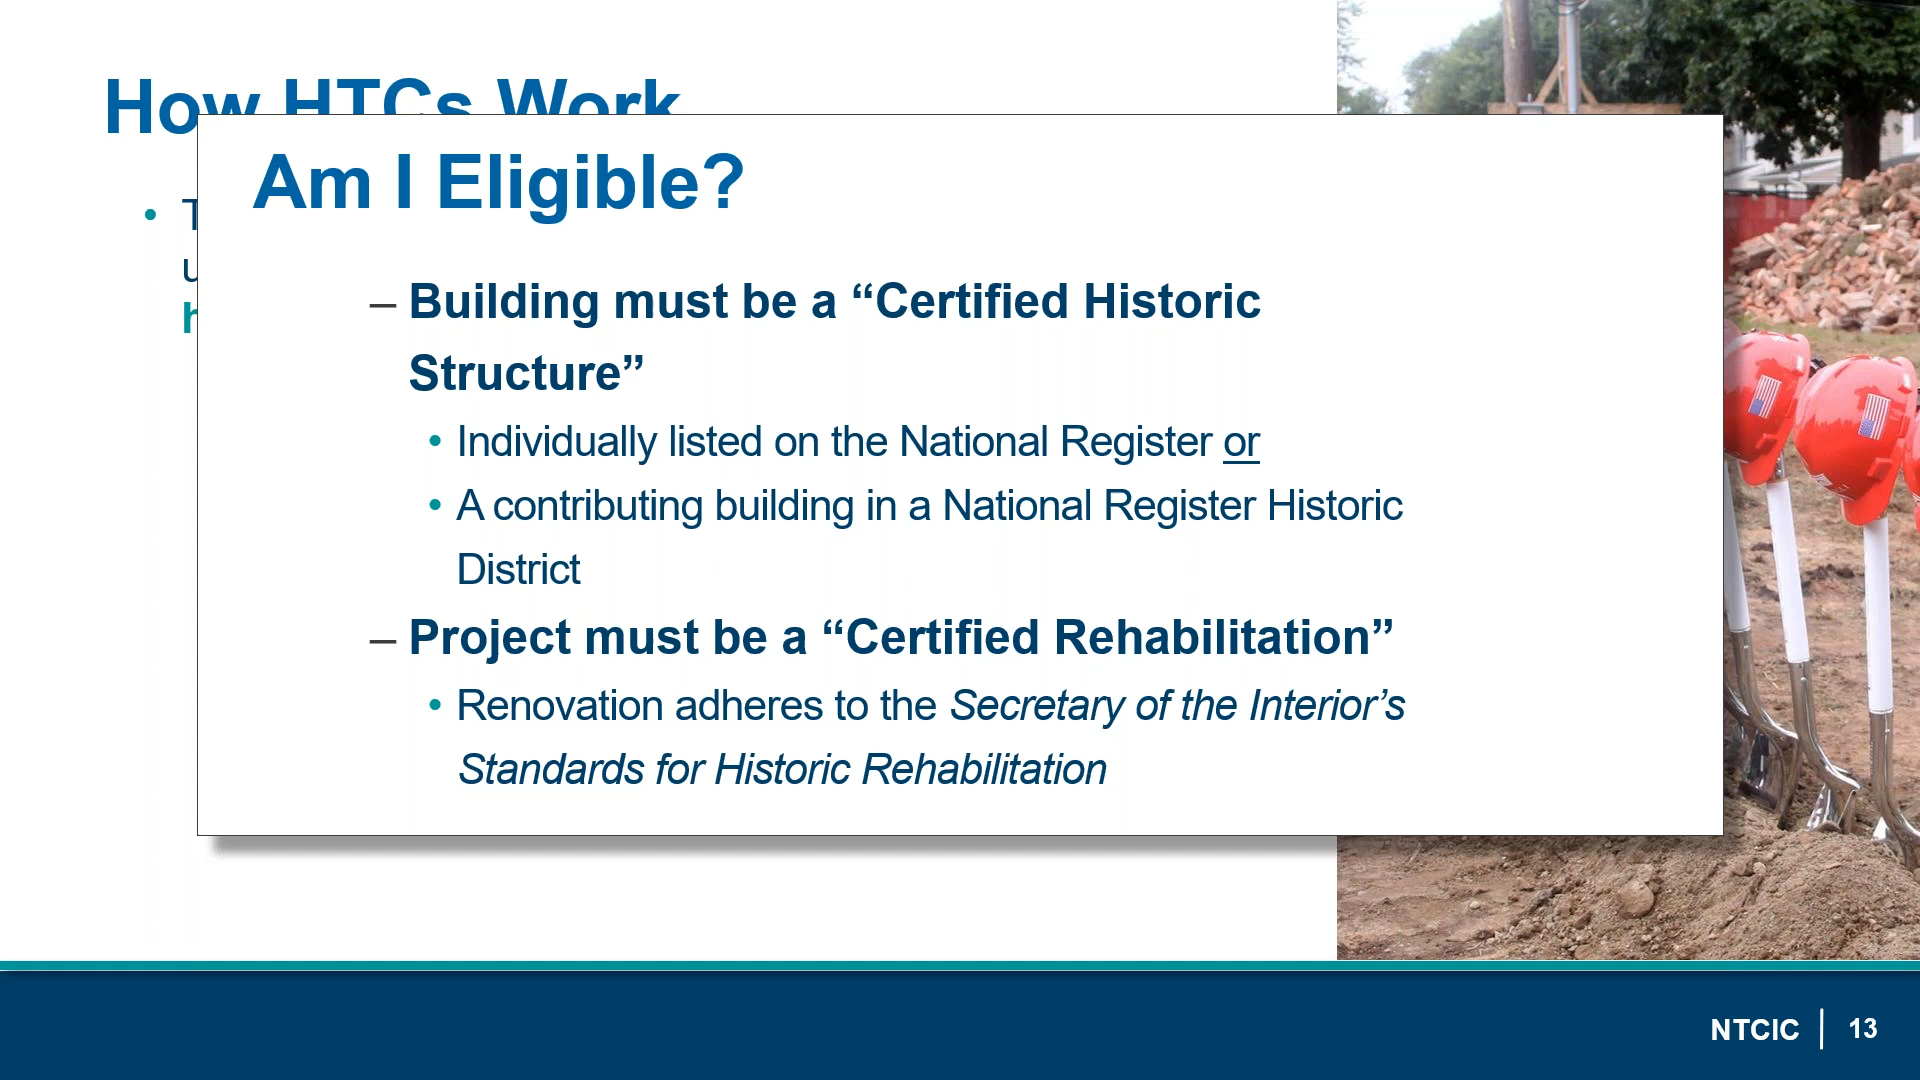 How HTCs Work
Am I Eligible?
– Building must be a “Certified Historic
Structure”
• Individually listed on the National Register or
• A contributing building in a National Register Historic
District
– Project must be a “Certified Rehabilitation”
• Renovation adheres to the Secretary of the Interior’s
Standards for Historic Rehabilitation
NTCIC | 13